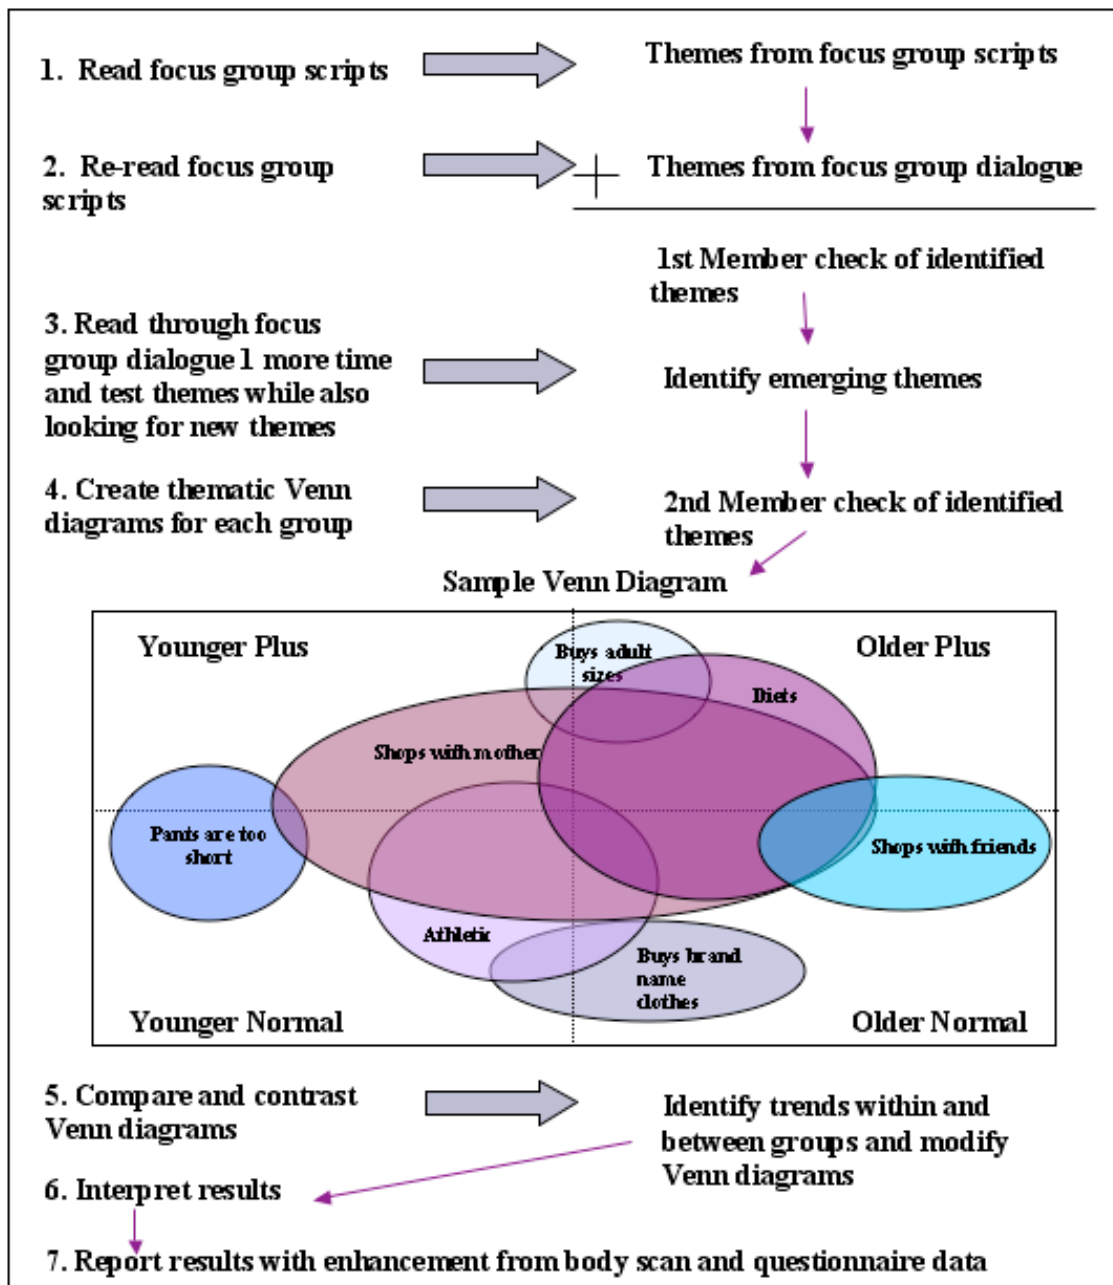 1. Read focus group scripts
Themes from focus group scripts
2. Re-read focus group
scripts
+ Themes from focus group dialogue
1st Member check of identified
themes
3. Read through focus
group dialogue 1 more time
and test themes while also
looking for new themes
Identify emerging themes
4. Create thematic Venn
diagrams for each group
2nd Member check of identified
themes
Sample Venn Diagram
Younger Plus
Buys adult
sizes
Older Plus
Diets
Shops with mother
Pants are too
short
Shops with friends
Athletic
Buys brand
name
clothes
Younger Normal
Older Normal
5. Compare and contrast
Venn diagrams
Identify trends within and
between groups and modify
Venn diagrams
6. Interpret results
7. Report results with enhancement from body scan and questionnaire data